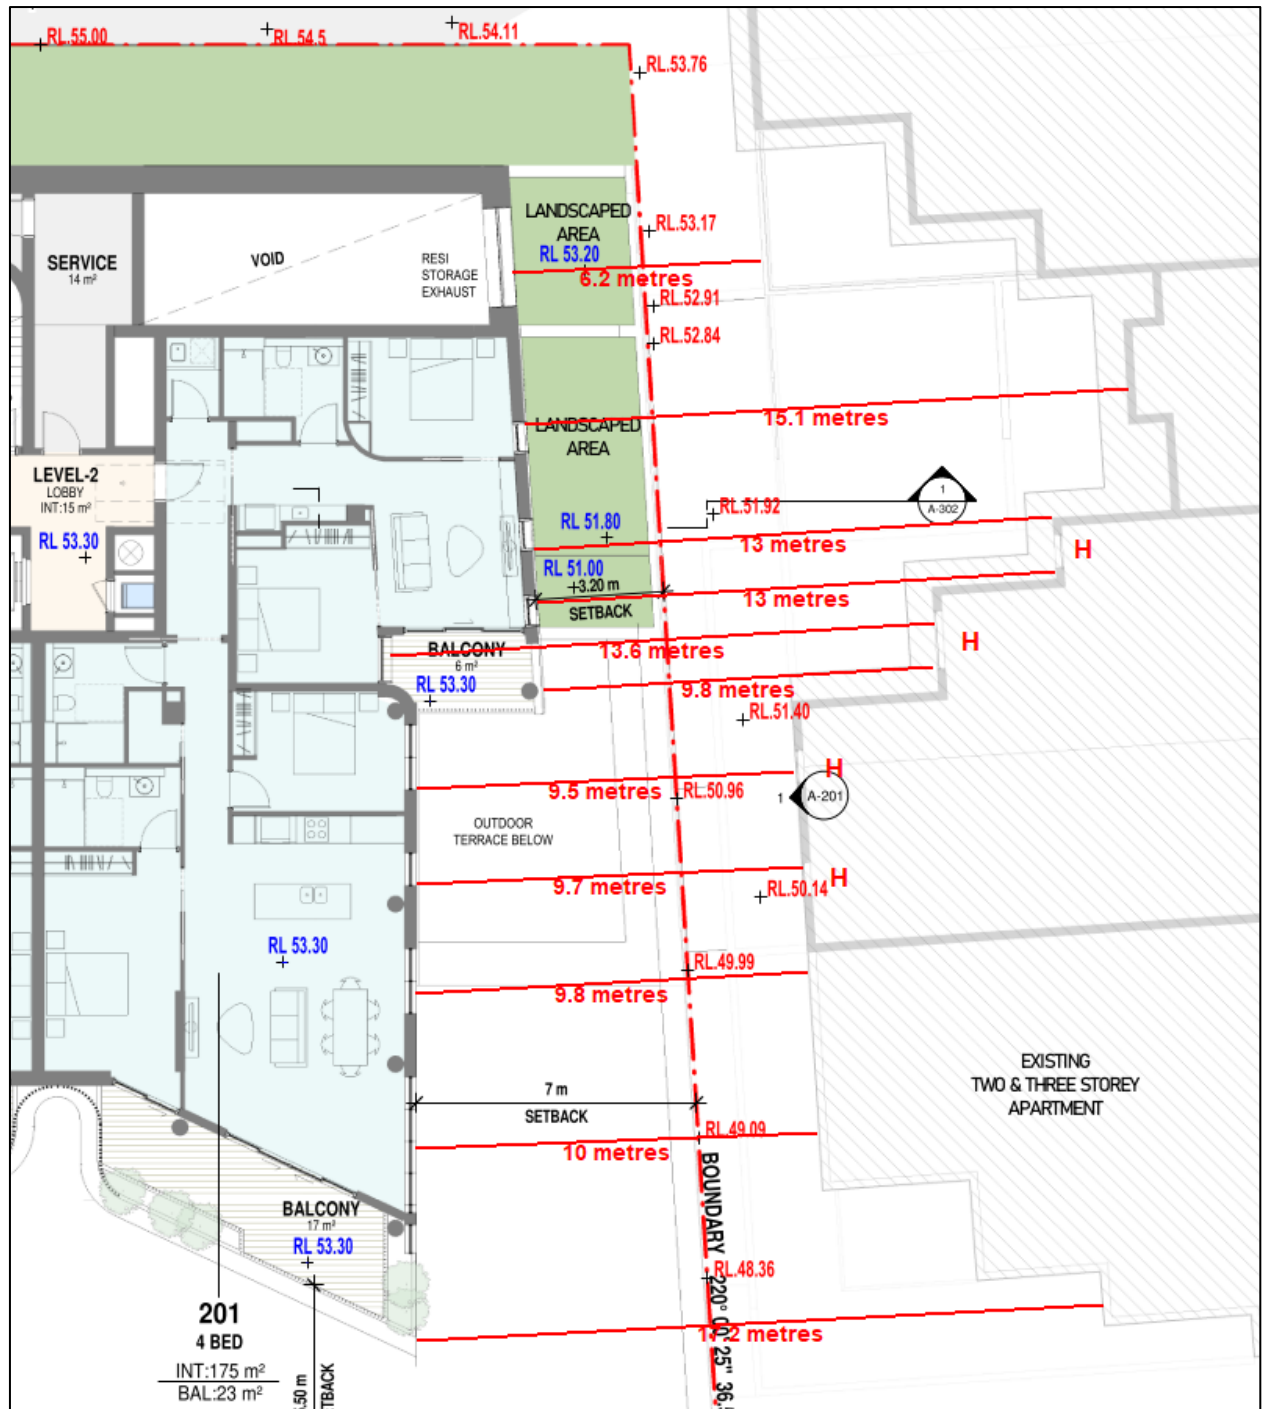 RL.55.00
RL.54.5
RL.54.11
RL.53.76
LANDSCAPED
AREA
RL 53.20
RL.53.17
6.2 metres
SERVICE
14 m²
VOID
RESI
STORAGE
EXHAUST
RL.52.91
RL.52.84
15.1 metres
LANDSCAPED
AREA
LEVEL-2
LOBBY
INT:15 m²
RL 53.30
RL 51.80
RL.51.92
1
A-302
13 metres
H
RL 51.00
3.20 m
SETBACK
13 metres
BALCONY
6 m²
RL 53.30
13.6 metres
H
9.8 metres
RL.51.40
9.5 metres
RL.50.96
H
1
A-201
OUTDOOR
TERRACE BELOW
9.7 metres
H
RL.50.14
RL 53.30
RL.49.99
9.8 metres
EXISTING
TWO & THREE STOREY
APARTMENT
7 m
SETBACK
RL.49.09
10 metres
BOUNDARY
BALCONY
17 m²
RL 53.30
RL.48.36
metres
201
4 BED
INT:175 m²
BAL:23 m²